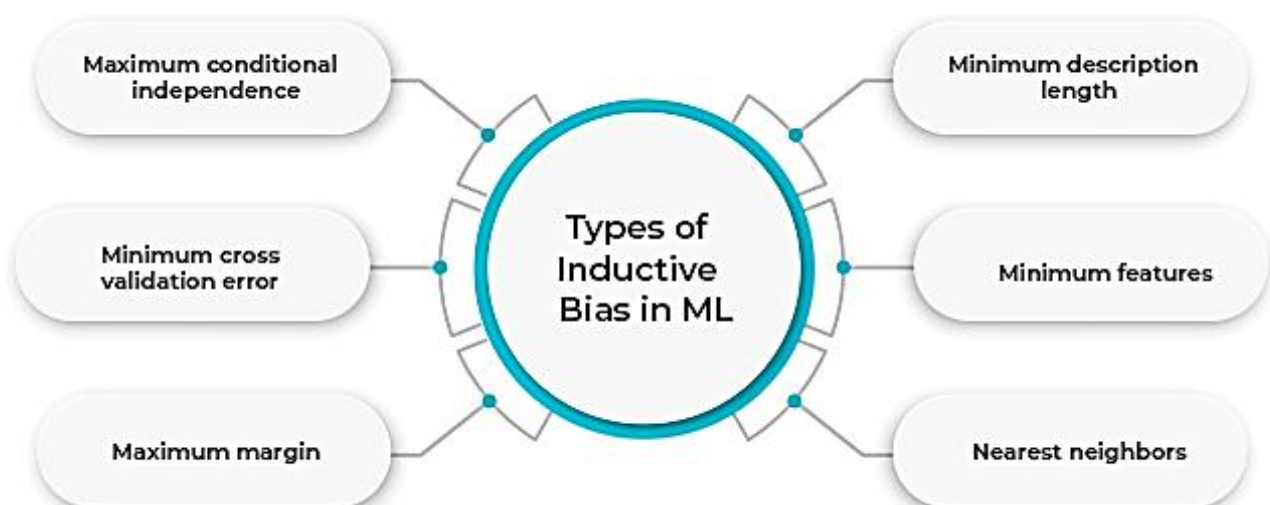 Maximum conditional
independence
Minimum cross
validation error
Maximum margin
Types of
Inductive
Bias in ML
Minimum description
length
Minimum features
Nearest neighbors